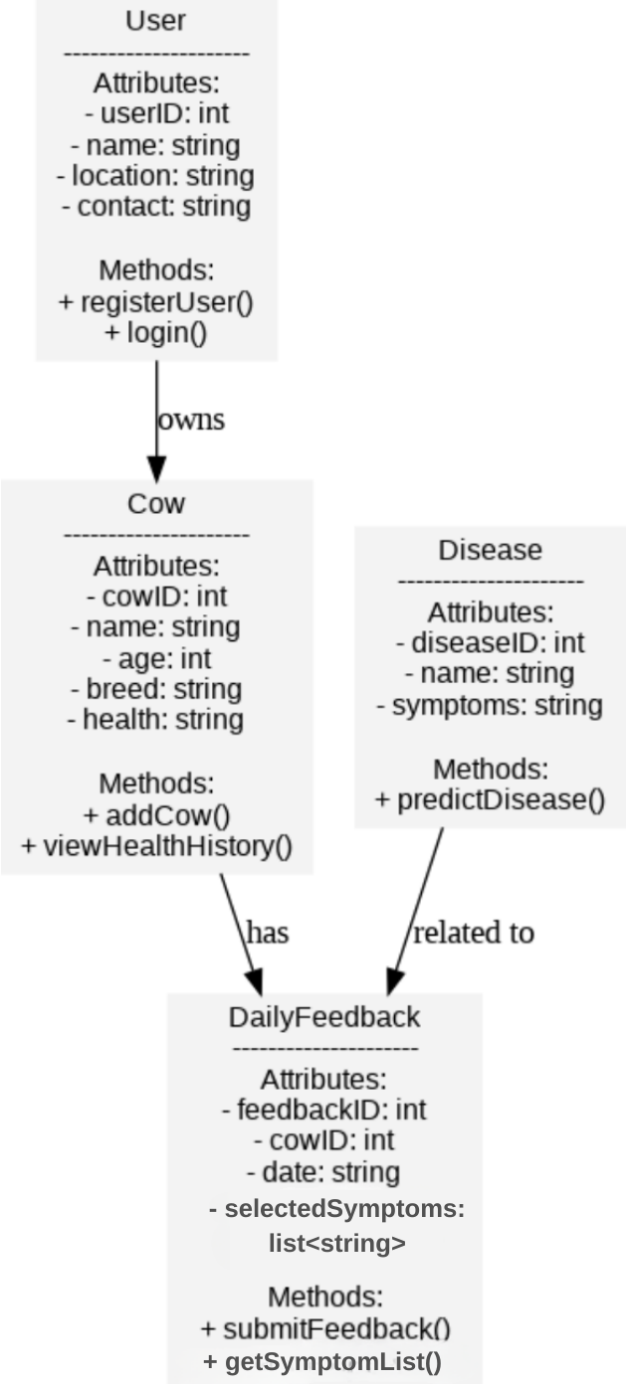 User
---------------------
Attributes:
- userID: int
- name: string
- location: string
- contact: string
Methods:
+ registerUser()
+ login()
owns
Cow
---------------------
Attributes:
- cowID: int
- name: string
- age: int
- breed: string
- health: string
Methods:
+ addCow()
+ viewHealthHistory()
Disease
---------------------
Attributes:
- diseaseID: int
- name: string
- symptoms: string
Methods:
+ predictDisease()
has
related to
DailyFeedback
---------------------
Attributes:
- feedbackID: int
- cowID: int
- date: string
- selectedSymptoms:
list<string>
Methods:
+ submitFeedback()
+ getSymptomList()